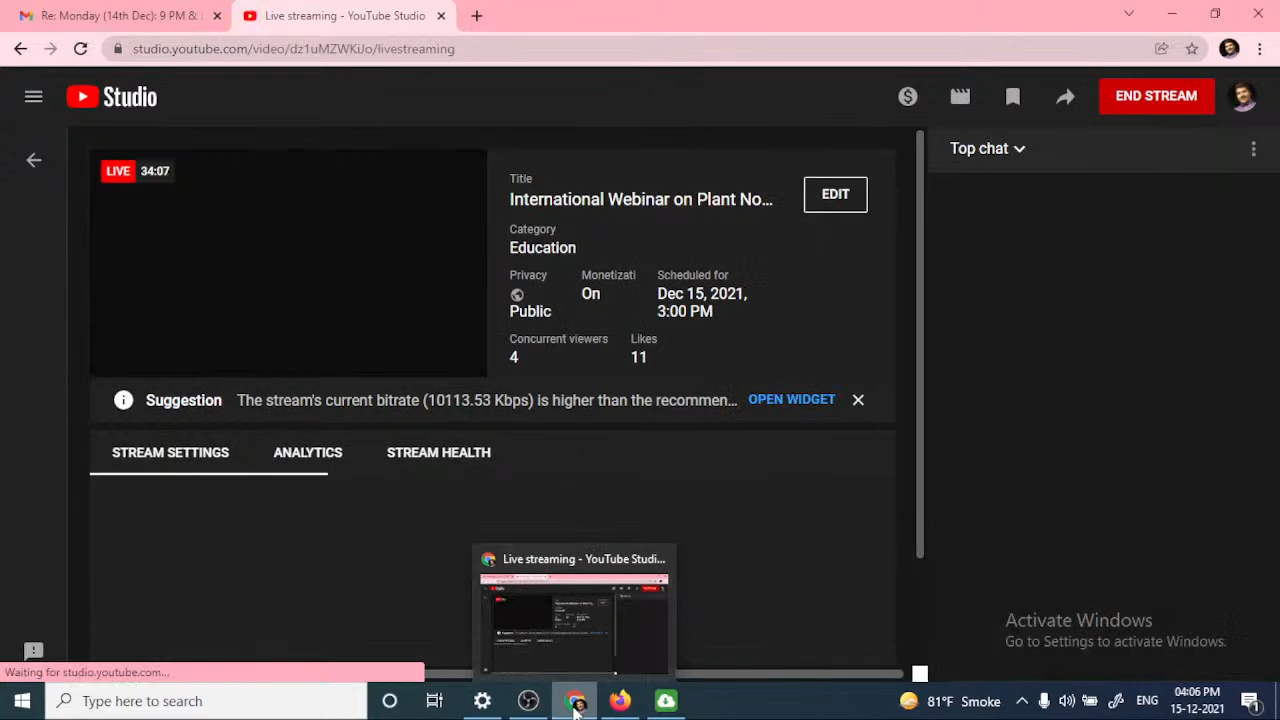 Re: Monday (14th Dec): 9 PM &
Live streaming - YouTube Studio
studio.youtube.com/video/dz1uMZWKiJo/livestreaming
Studio
END STREAM
LIVE 34:07
Title
International Webinar on Plant No...
EDIT
Category
Education
Privacy
Monetizati
Scheduled for
Public
On
Dec 15, 2021,
3:00 PM
Concurrent viewers
Likes
4
11
Suggestion
The stream's current bitrate (10113.53 Kbps) is higher than the recommen...
OPEN WIDGET
STREAM SETTINGS
ANALYTICS
STREAM HEALTH
Top chat
Live streaming - YouTube Studi...
Activate Windows
Go to Settings to activate Windows.
Waiting for studio.youtube.com...
Type here to search
81°F Smoke
ENG
04:06 PM
15-12-2021
1